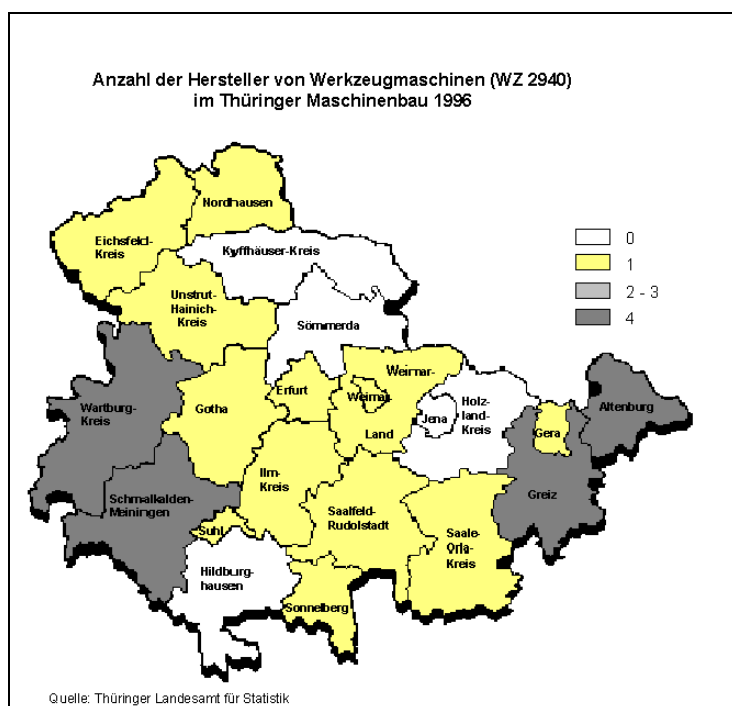 Anzahl der Hersteller von Werkzeugmaschinen (WZ 2940)
im Thüringer Maschinenbau 1996
Nordhausen
Eichsfeld-
Kreis
Kyffhäuser-Kreis
0
1
2 - 3
4
Unstrut-
Hainich-
Kreis
Sömmerda
Wartburg-
Kreis
Gotha
Erfurt
Weimar-
Weimar
Land
Jena
Holz-
land-
Kreis
Gera
Altenburg
Ilm-
Kreis
Schmalkalden-
Meiningen
Greiz
Saalfeld-
Rudolstadt
Suhl
Saale-
Orla-
Kreis
Hildburg-
hausen
Sonneberg
Quelle: Thüringer Landesamt für Statistik